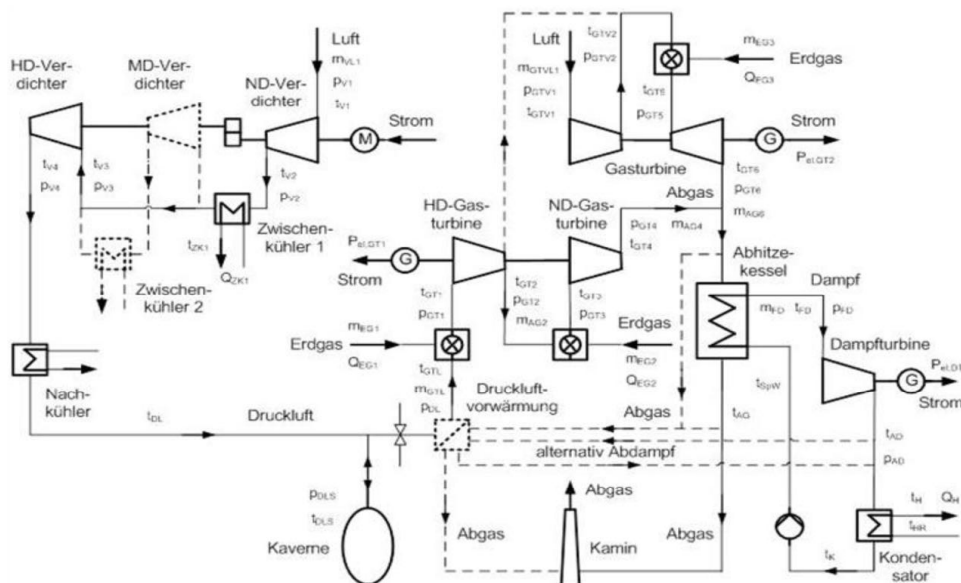 HD-Ver-
dichter
MD-Ver-
dichter
ND-Ver-
dichter
Luft
m_VL1
p_V1
t_V1
M
Strom
t_V4
p_V4
t_V3
p_V3
t_V2
p_V2
Zwischen-
kühler 1
t_ZK1
Q_ZK1
Zwischen-
kühler 2
Nach-
kühler
t_DL
Druckluft
p_DLS
t_DLS
Kaverne
Luft
m_GTVL1
p_GTV1
t_GTV1
t_GTV2
p_GTV2
m_EG3
Erdgas
Q_EG3
t_GT5
p_GT5
Gasturbine
G
Strom
P_el,GT2
t_GT6
p_GT6
m_AG6
Abgas
HD-Gas-
turbine
ND-Gas-
turbine
p_GT4
t_GT4
m_AG4
P_el,GT1
G
Strom
t_GT1
p_GT1
t_GT2
p_GT2
m_AG2
t_GT3
p_GT3
m_EG1
Erdgas
Q_EG1
Erdgas
m_EG2
Q_EG2
t_GTL
m_GTL
p_DL
Druckluft-
vorwärmung
Abhitze-
kessel
Dampf
m_FD
t_FD
p_FD
Dampfturbine
G
Strom
t_SpW
t_AG
Abgas
alternativ Abdampf
t_AD
p_AD
Abgas
Abgas
Kamin
Abgas
t_H
Q_H
t_HR
t_K
Konden-
sator